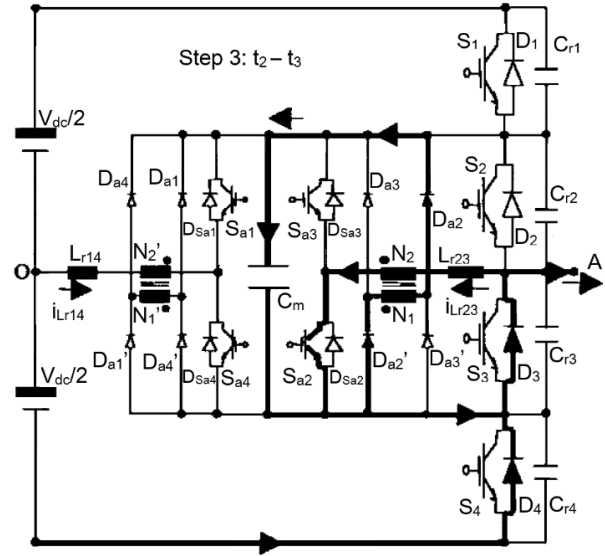 Step 3: t2 – t3
S1
D1
Cr1
Vdc/2
S2
Cr2
D2
Da4
Da1
DSa1
Sa1
Sa3
DSa3
Da3
Da2
O
Lr14
N2’
N2
Lr23
A
iLr14
N1’
Cm
N1
iLr23
Vdc/2
Da1’
Da4’
DSa4
Sa4
Sa2
DSa2
Da2’
Da3’
S3
D3
Cr3
S4
D4
Cr4